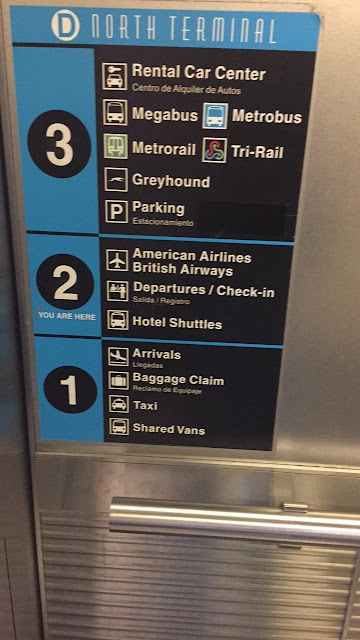 D NORTH TERMINAL
3
Rental Car Center
Centro de Alquiler de Autos
Megabus Metrobus
Metrorail Tri-Rail
Greyhound
P Parking
Estacionamiento
2
YOU ARE HERE
American Airlines
British Airways
Departures / Check-in
Salida / Registro
Hotel Shuttles
1
Arrivals
Llegadas
Baggage Claim
Reclamo de Equipaje
Taxi
Shared Vans